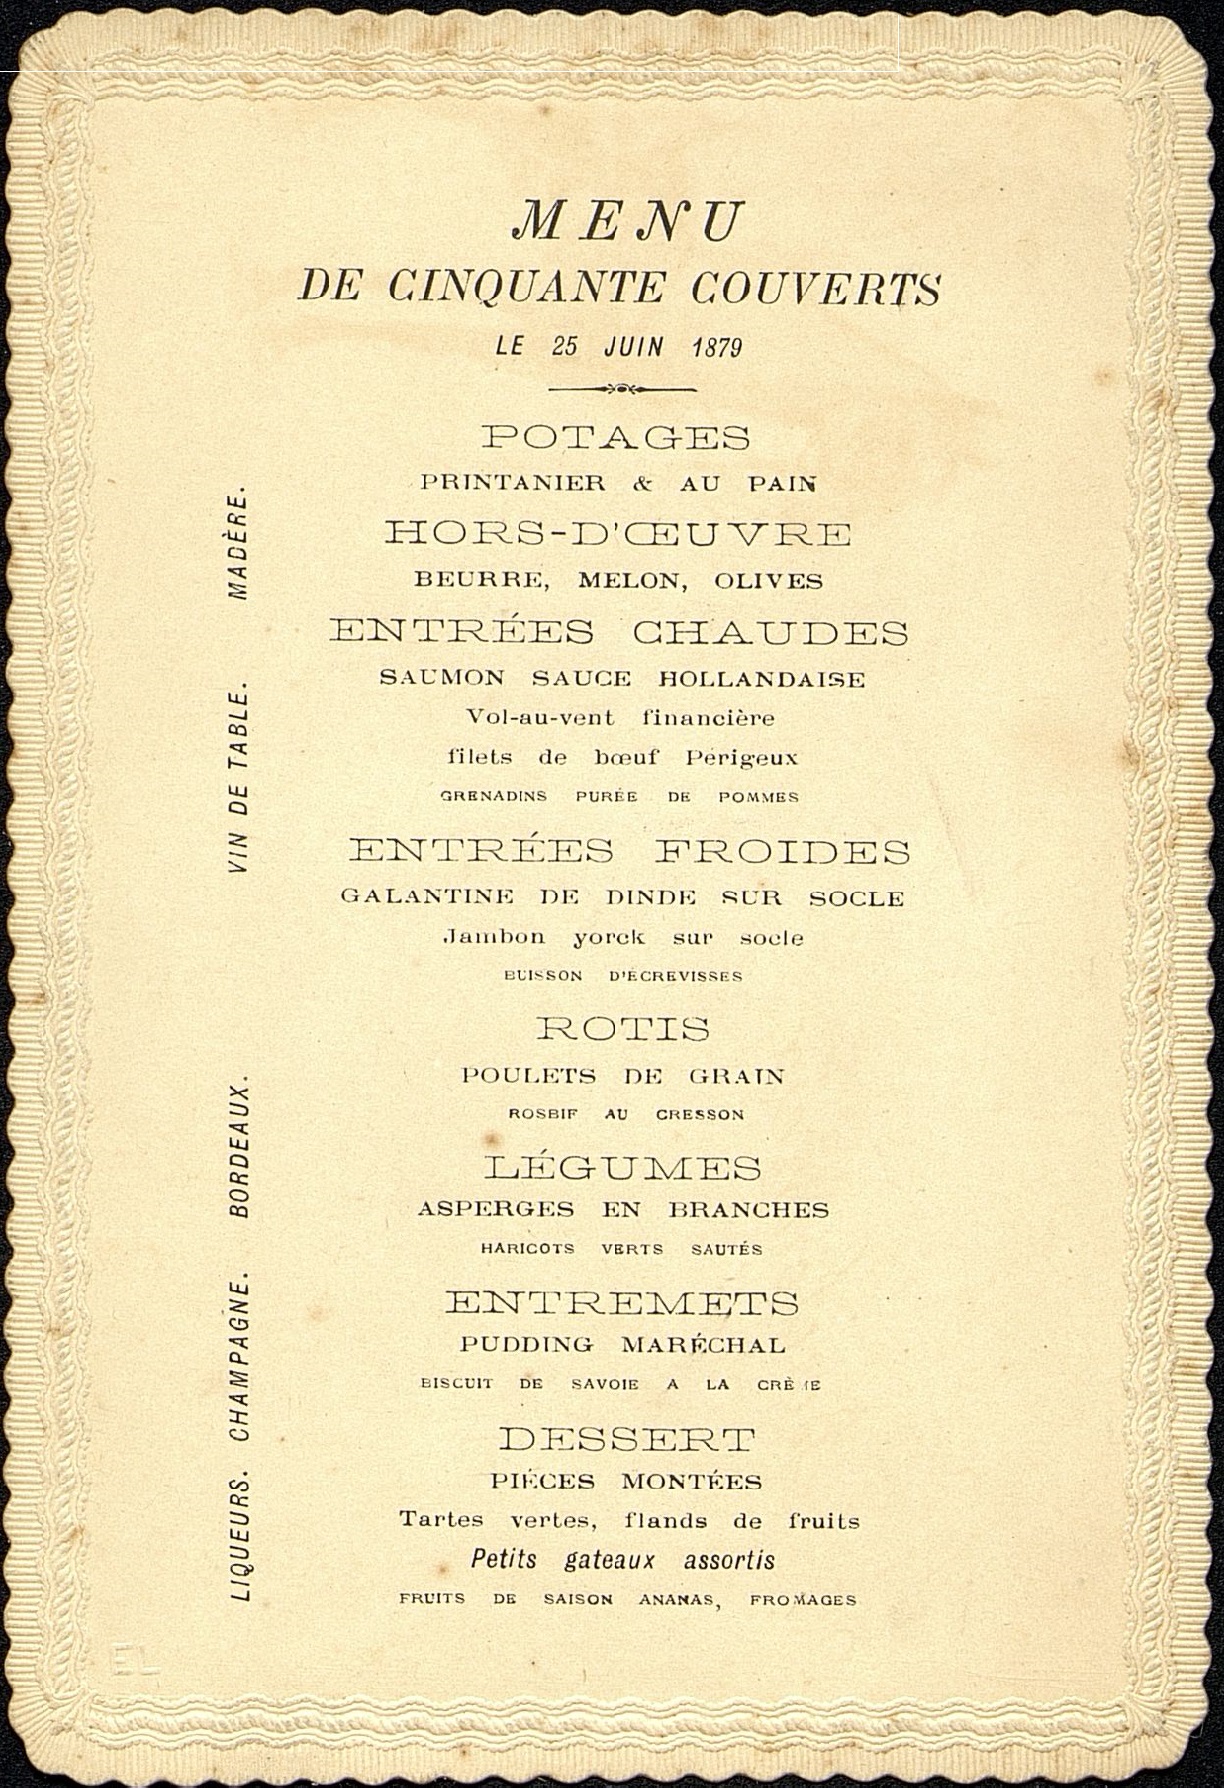 MENU
DE CINQUANTE COUVERTS
LE 25 JUIN 1879
POTAGES
PRINTANIER & AU PAIN
HORS-D'ŒUVRE
BEURRE, MELON, OLIVES
ENTRÉES CHAUDES
SAUMON SAUCE HOLLANDAISE
Vol-au-vent financière
filets de bœuf Périgeux
GRENADINS PURÉE DE POMMES
ENTRÉES FROIDES
GALANTINE DE DINDE SUR SOCLE
Jambon yorck sur socle
BUISSON D'ÉCREVISSES
ROTIS
POULETS DE GRAIN
ROSBIF AU CRESSON
LÉGUMES
ASPERGES EN BRANCHES
HARICOTS VERTS SAUTÉS
ENTREMETS
PUDDING MARÉCHAL
BISCUIT DE SAVOIE A LA CRÈME
DESSERT
PIÉCES MONTÉES
Tartes vertes, flands de fruits
Petits gateaux assortis
FRUITS DE SAISON ANANAS, FROMAGES
LIQUEURS. CHAMPAGNE. BORDEAUX. VIN DE TABLE. MADÈRE.
EL